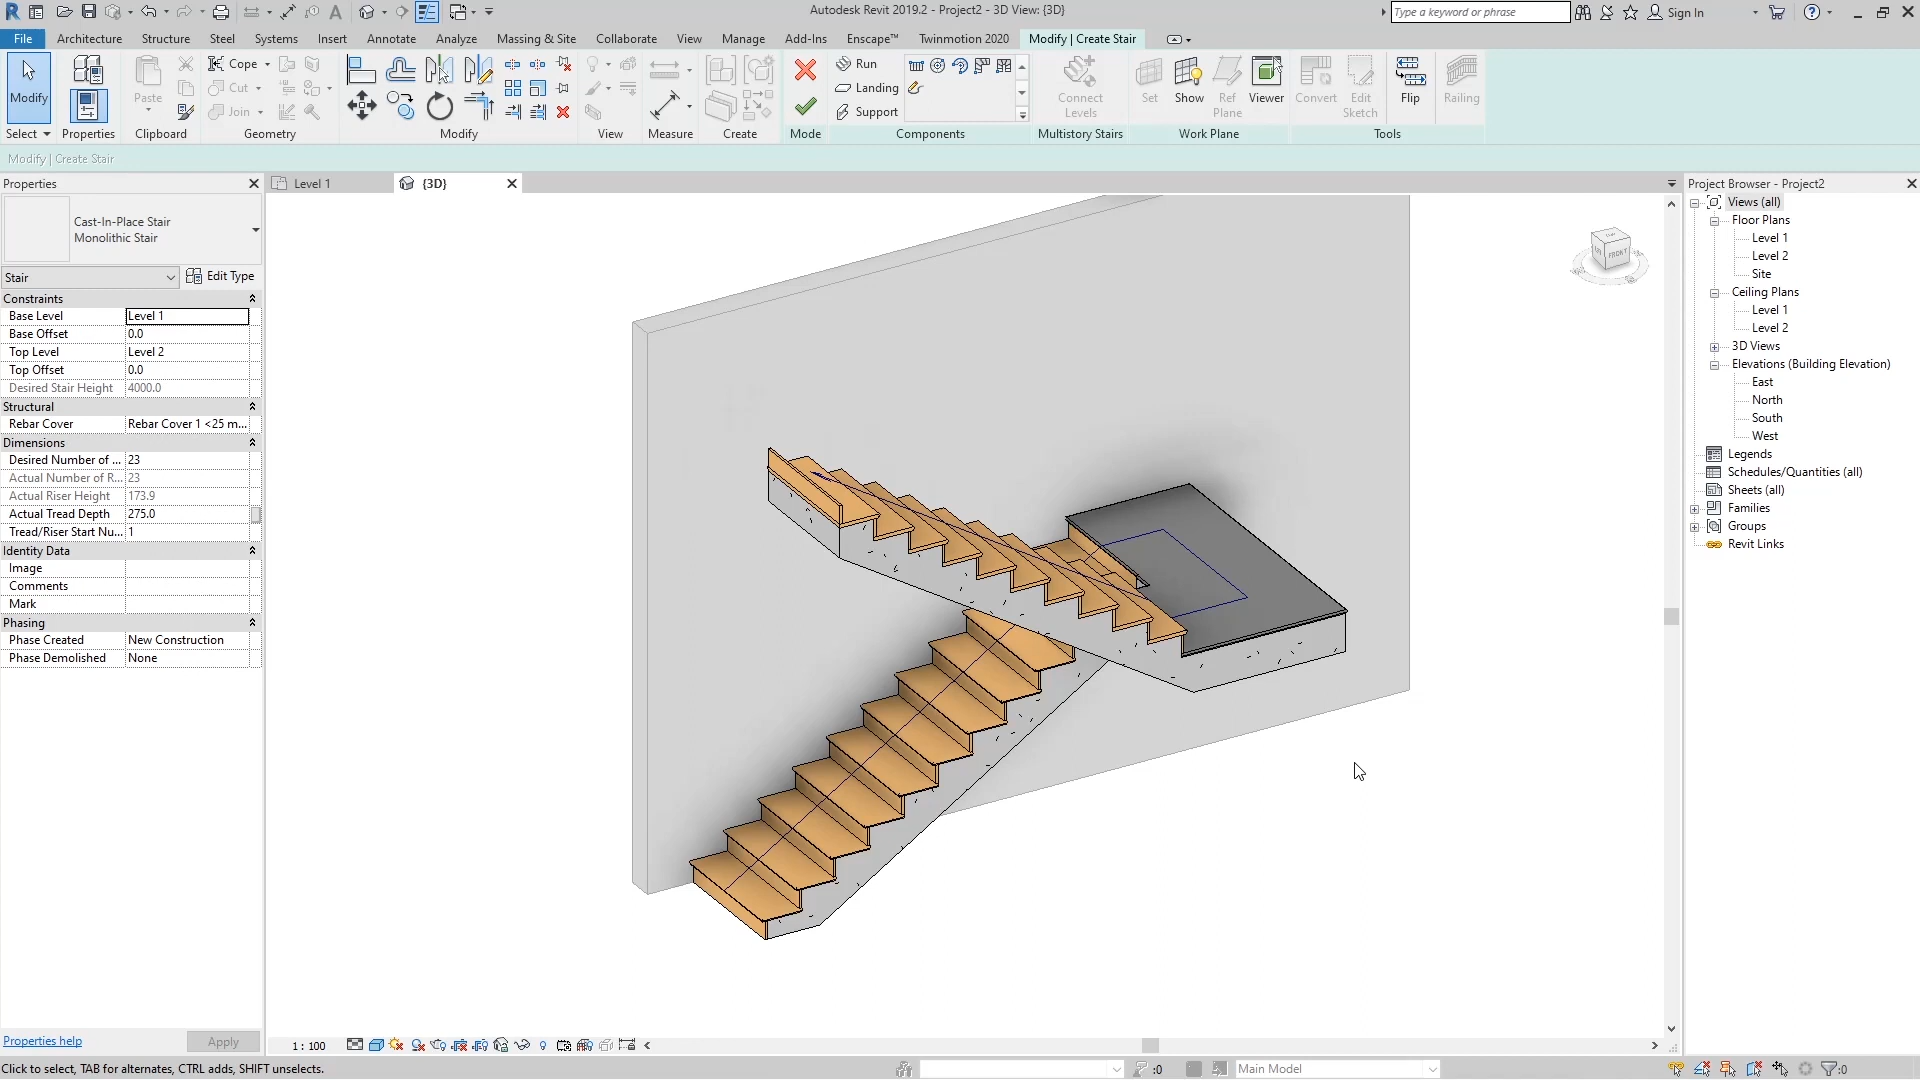 Autodesk Revit 2019.2 - Project2 - 3D View: {3D}
Type a keyword or phrase
Sign In
File
Architecture
Structure
Steel
Systems
Insert
Annotate
Analyze
Massing & Site
Collaborate
View
Manage
Add-Ins
Enscape™
Twinmotion 2020
Modify | Create Stair
Modify
Paste
Cope
Cut
Join
Run
Landing
Support
Connect
Levels
Set
Show
Ref
Plane
Viewer
Convert
Edit
Sketch
Flip
Railing
Select
Properties
Clipboard
Geometry
Modify
View
Measure
Create
Mode
Components
Multistory Stairs
Work Plane
Tools
Modify | Create Stair
Properties
Cast-In-Place Stair
Monolithic Stair
Stair
Edit Type
Constraints
Base Level Level 1
Base Offset 0.0
Top Level Level 2
Top Offset 0.0
Desired Stair Height 4000.0
Structural
Rebar Cover Rebar Cover 1 <25 m...
Dimensions
Desired Number of ... 23
Actual Number of R... 23
Actual Riser Height 173.9
Actual Tread Depth 275.0
Tread/Riser Start Nu... 1
Identity Data
Image
Comments
Mark
Phasing
Phase Created New Construction
Phase Demolished None
Properties help
Apply
Level 1
{3D}
FRONT
1 : 100
Project Browser - Project2
Views (all)
Floor Plans
Level 1
Level 2
Site
Ceiling Plans
Level 1
Level 2
3D Views
Elevations (Building Elevation)
East
North
South
West
Legends
Schedules/Quantities (all)
Sheets (all)
Families
Groups
Revit Links
Click to select, TAB for alternates, CTRL adds, SHIFT unselects.
:0
Main Model
:0